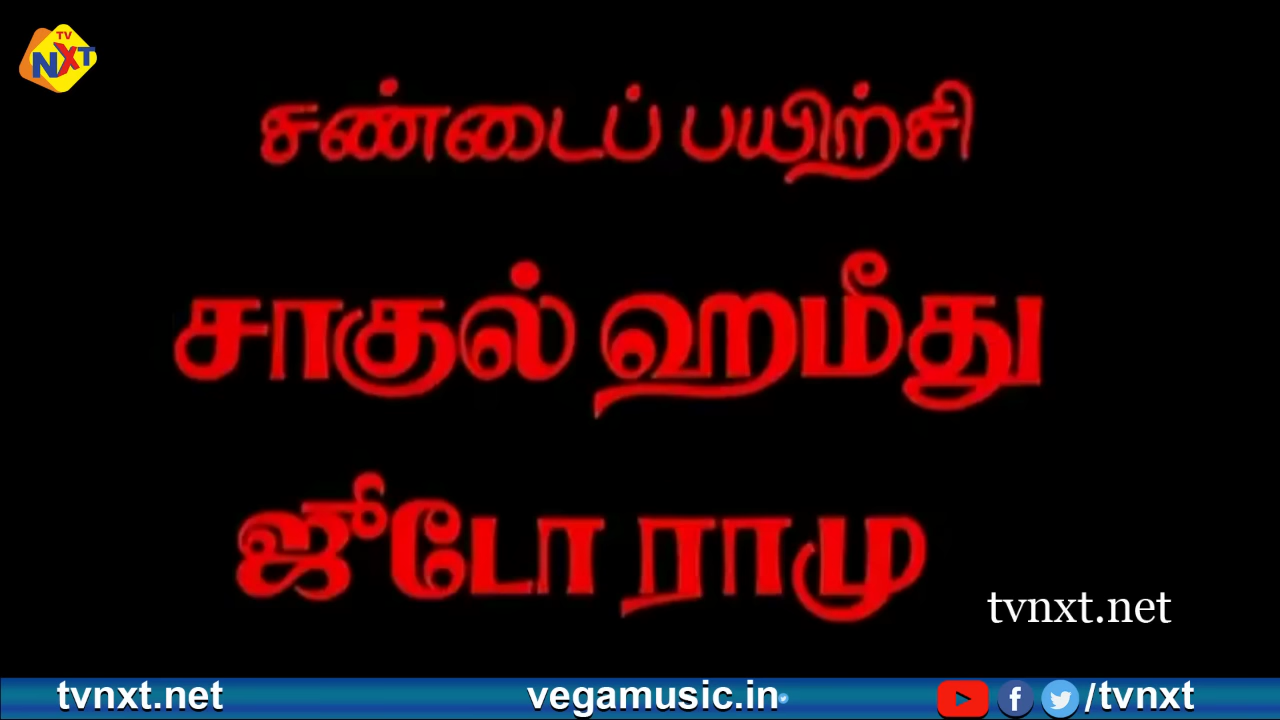 TV
NXT
சண்டைப் பயிற்சி
சாகுல் ஹமீது
ஜீடோ ராமு
tvnxt.net
tvnxt.net vegamusic.in /tvnxt